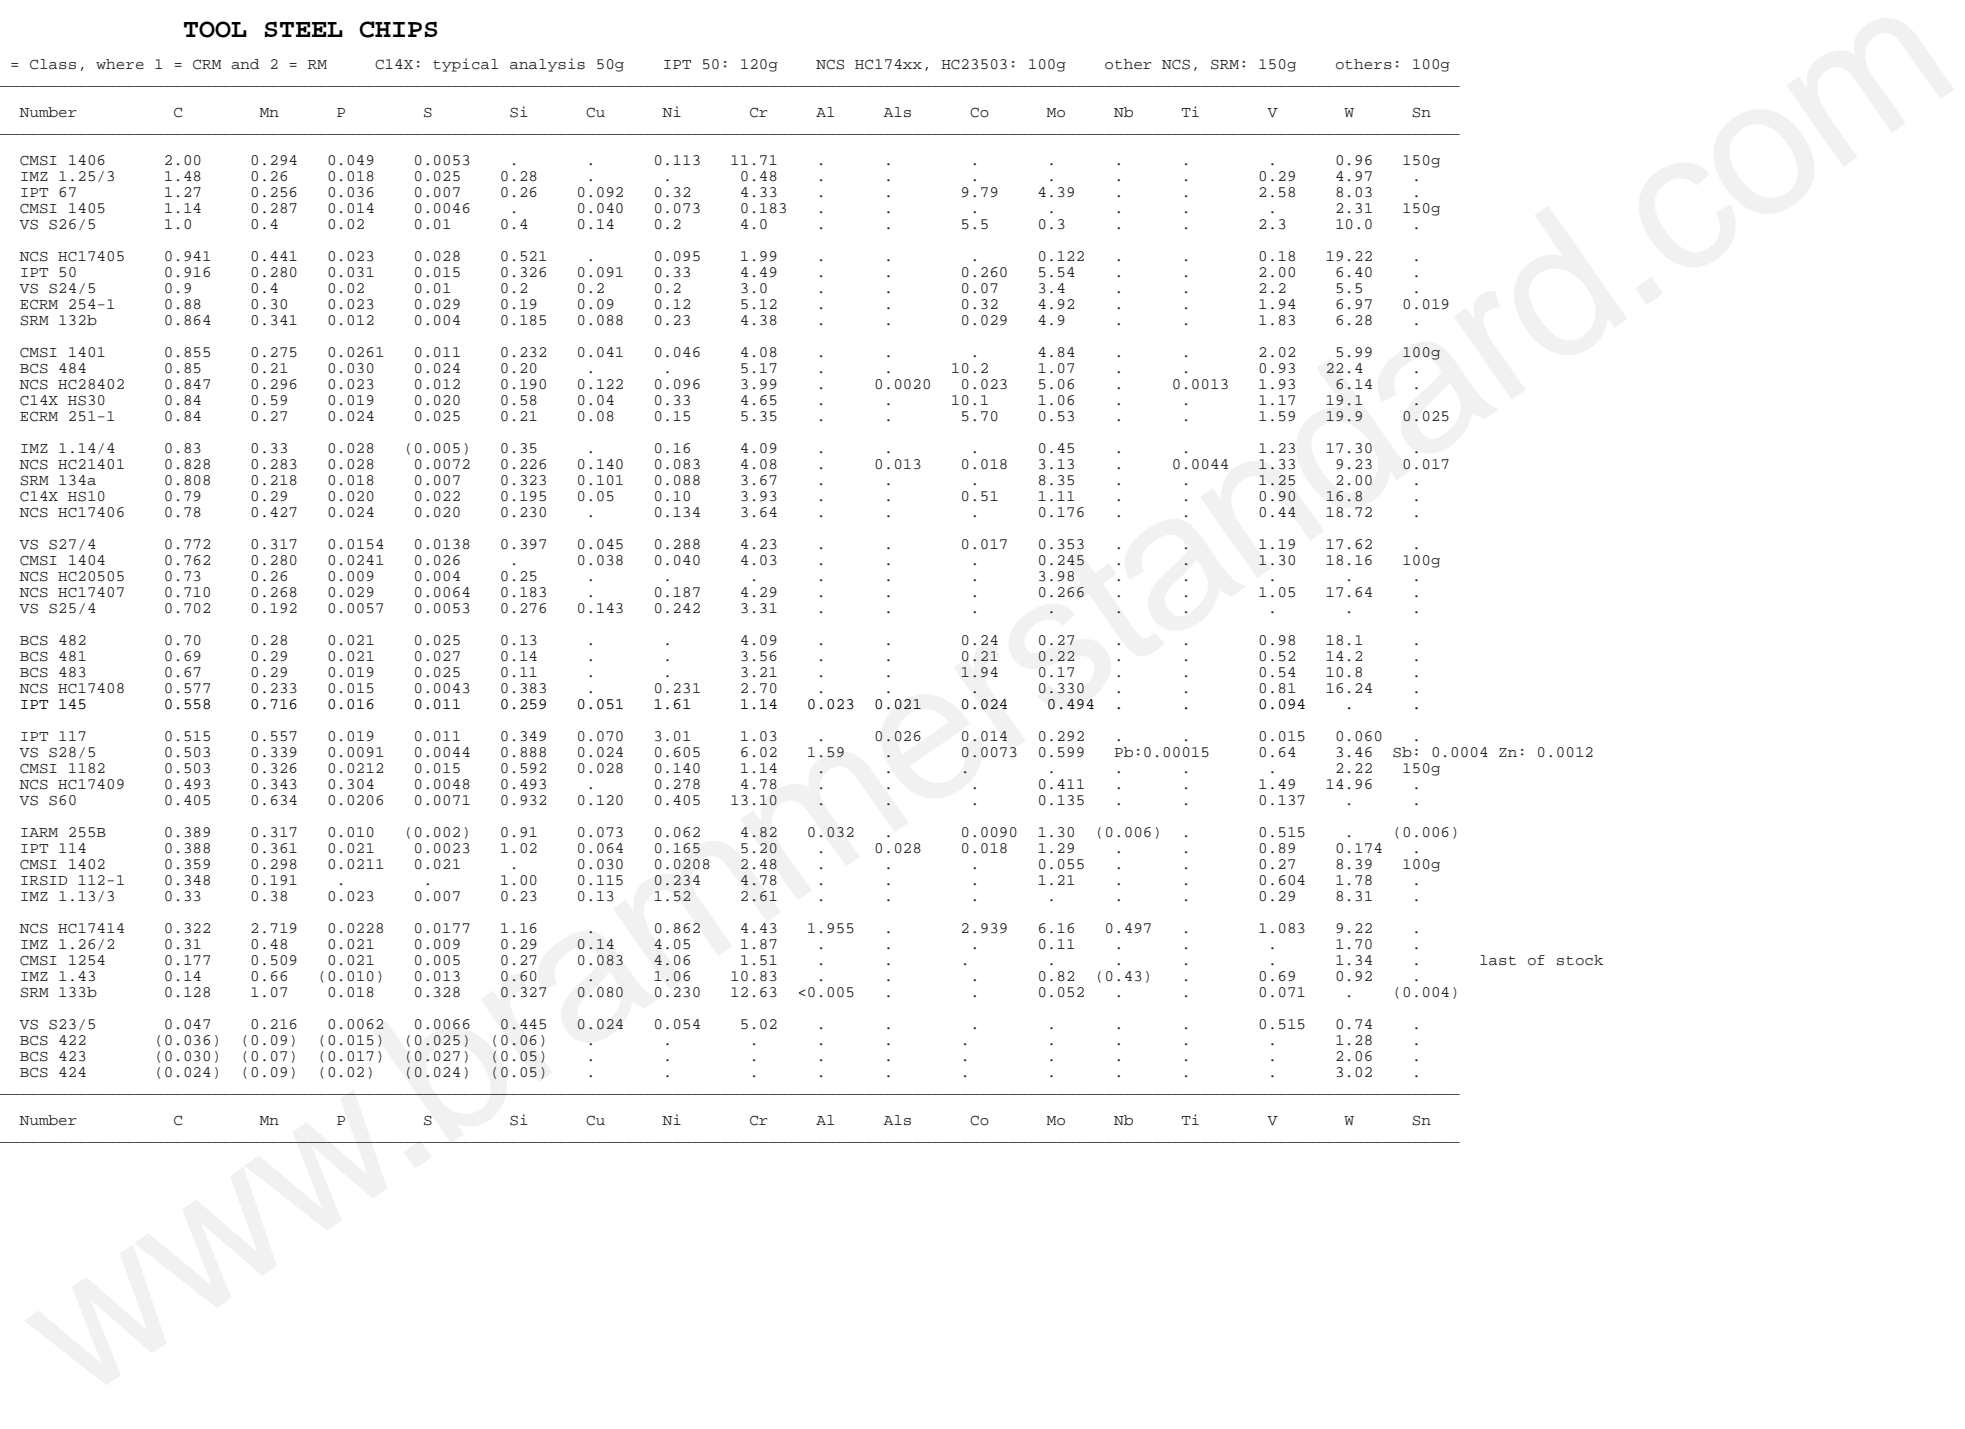 TOOL STEEL CHIPS
= Class, where 1 = CRM and 2 = RM C14X: typical analysis 50g IPT 50: 120g NCS HC174xx, HC23503: 100g other NCS, SRM: 150g others: 100g
Number C Mn P S Si Cu Ni Cr Al Als Co Mo Nb Ti V W Sn
CMSI 1406 2.00 0.294 0.049 0.0053 . . 0.113 11.71 . . . . . . . 0.96 150g
IMZ 1.25/3 1.48 0.26 0.018 0.025 0.28 . . 0.48 . . . . . . 0.29 4.97 .
IPT 67 1.27 0.256 0.036 0.007 0.26 0.092 0.32 4.33 . . 9.79 4.39 . . 2.58 8.03 .
CMSI 1405 1.14 0.287 0.014 0.0046 . 0.040 0.073 0.183 . . . . . . . 2.31 150g
VS S26/5 1.0 0.4 0.02 0.01 0.4 0.14 0.2 4.0 . . 5.5 0.3 . . 2.3 10.0 .
NCS HC17405 0.941 0.441 0.023 0.028 0.521 . 0.095 1.99 . . . 0.122 . . 0.18 19.22 .
IPT 50 0.916 0.280 0.031 0.015 0.326 0.091 0.33 4.49 . . 0.260 5.54 . . 2.00 6.40 .
VS S24/5 0.9 0.4 0.02 0.01 0.2 0.2 0.2 3.0 . . 0.07 3.4 . . 2.2 5.5 .
ECRM 254-1 0.88 0.30 0.023 0.029 0.19 0.09 0.12 5.12 . . 0.32 4.92 . . 1.94 6.97 0.019
SRM 132b 0.864 0.341 0.012 0.004 0.185 0.088 0.23 4.38 . . 0.029 4.9 . . 1.83 6.28 .
CMSI 1401 0.855 0.275 0.0261 0.011 0.232 0.041 0.046 4.08 . . . 4.84 . . 2.02 5.99 100g
BCS 484 0.85 0.21 0.030 0.024 0.20 . . 5.17 . . 10.2 1.07 . . 0.93 22.4 .
NCS HC28402 0.847 0.296 0.023 0.012 0.190 0.122 0.096 3.99 . 0.0020 0.023 5.06 . 0.0013 1.93 6.14 .
C14X HS30 0.84 0.59 0.019 0.020 0.58 0.04 0.33 4.65 . . 10.1 1.06 . . 1.17 19.1 .
ECRM 251-1 0.84 0.27 0.024 0.025 0.21 0.08 0.15 5.35 . . 5.70 0.53 . . 1.59 19.9 0.025
IMZ 1.14/4 0.83 0.33 0.028 (0.005) 0.35 . 0.16 4.09 . . . 0.45 . . 1.23 17.30 .
NCS HC21401 0.828 0.283 0.028 0.0072 0.226 0.140 0.083 4.08 . 0.013 0.018 3.13 . 0.0044 1.33 9.23 0.017
SRM 134a 0.808 0.218 0.018 0.007 0.323 0.101 0.088 3.67 . . . 8.35 . . 1.25 2.00 .
C14X HS10 0.79 0.29 0.020 0.022 0.195 0.05 0.10 3.93 . . 0.51 1.11 . . 0.90 16.8 .
NCS HC17406 0.78 0.427 0.024 0.020 0.230 . 0.134 3.64 . . . 0.176 . . 0.44 18.72 .
VS S27/4 0.772 0.317 0.0154 0.0138 0.397 0.045 0.288 4.23 . . 0.017 0.353 . . 1.19 17.62 .
CMSI 1404 0.762 0.280 0.0241 0.026 . 0.038 0.040 4.03 . . . 0.245 . . 1.30 18.16 100g
NCS HC20505 0.73 0.26 0.009 0.004 0.25 . . . . . . 3.98 . . . . .
NCS HC17407 0.710 0.268 0.029 0.0064 0.183 . 0.187 4.29 . . . 0.266 . . 1.05 17.64 .
VS S25/4 0.702 0.192 0.0057 0.0053 0.276 0.143 0.242 3.31 . . . . . . . . .
BCS 482 0.70 0.28 0.021 0.025 0.13 . . 4.09 . . 0.24 0.27 . . 0.98 18.1 .
BCS 481 0.69 0.29 0.021 0.027 0.14 . . 3.56 . . 0.21 0.22 . . 0.52 14.2 .
BCS 483 0.67 0.29 0.019 0.025 0.11 . . 3.21 . . 1.94 0.17 . . 0.54 10.8 .
NCS HC17408 0.577 0.233 0.015 0.0043 0.383 . 0.231 2.70 . . . 0.330 . . 0.81 16.24 .
IPT 145 0.558 0.716 0.016 0.011 0.259 0.051 1.61 1.14 0.023 0.021 0.024 0.494 . . 0.094 . .
IPT 117 0.515 0.557 0.019 0.011 0.349 0.070 3.01 1.03 . 0.026 0.014 0.292 . . 0.015 0.060 .
VS S28/5 0.503 0.339 0.0091 0.0044 0.888 0.024 0.605 6.02 1.59 . 0.0073 0.599 Pb:0.00015 0.64 3.46 Sb: 0.0004 Zn: 0.0012
CMSI 1182 0.503 0.326 0.0212 0.015 0.592 0.028 0.140 1.14 . . . . . . . 2.22 150g
NCS HC17409 0.493 0.343 0.304 0.0048 0.493 . 0.278 4.78 . . . 0.411 . . 1.49 14.96 .
VS S60 0.405 0.634 0.0206 0.0071 0.932 0.120 0.405 13.10 . . . 0.135 . . 0.137 . .
IARM 255B 0.389 0.317 0.010 (0.002) 0.91 0.073 0.062 4.82 0.032 . 0.0090 1.30 (0.006) . 0.515 . (0.006)
IPT 114 0.388 0.361 0.021 0.0023 1.02 0.064 0.165 5.20 . 0.028 0.018 1.29 . . 0.89 0.174 .
CMSI 1402 0.359 0.298 0.0211 0.021 . 0.030 0.0208 2.48 . . . 0.055 . . 0.27 8.39 100g
IRSID 112-1 0.348 0.191 . . 1.00 0.115 0.234 4.78 . . . 1.21 . . 0.604 1.78 .
IMZ 1.13/3 0.33 0.38 0.023 0.007 0.23 0.13 1.52 2.61 . . . . . . 0.29 8.31 .
NCS HC17414 0.322 2.719 0.0228 0.0177 1.16 . 0.862 4.43 1.955 . 2.939 6.16 0.497 . 1.083 9.22 .
IMZ 1.26/2 0.31 0.48 0.021 0.009 0.29 0.14 4.05 1.87 . . . 0.11 . . . 1.70 .
CMSI 1254 0.177 0.509 0.021 0.005 0.27 0.083 4.06 1.51 . . . . . . . 1.34 . last of stock
IMZ 1.43 0.14 0.66 (0.010) 0.013 0.60 . 1.06 10.83 . . . 0.82 (0.43) . 0.69 0.92 .
SRM 133b 0.128 1.07 0.018 0.328 0.327 0.080 0.230 12.63 <0.005 . . 0.052 . . 0.071 . (0.004)
VS S23/5 0.047 0.216 0.0062 0.0066 0.445 0.024 0.054 5.02 . . . . . . 0.515 0.74 .
BCS 422 (0.036) (0.09) (0.015) (0.025) (0.06) . . . . . . . . . . 1.28 .
BCS 423 (0.030) (0.07) (0.017) (0.027) (0.05) . . . . . . . . . . 2.06 .
BCS 424 (0.024) (0.09) (0.02) (0.024) (0.05) . . . . . . . . . . 3.02 .
Number C Mn P S Si Cu Ni Cr Al Als Co Mo Nb Ti V W Sn
www.brammerstandard.com